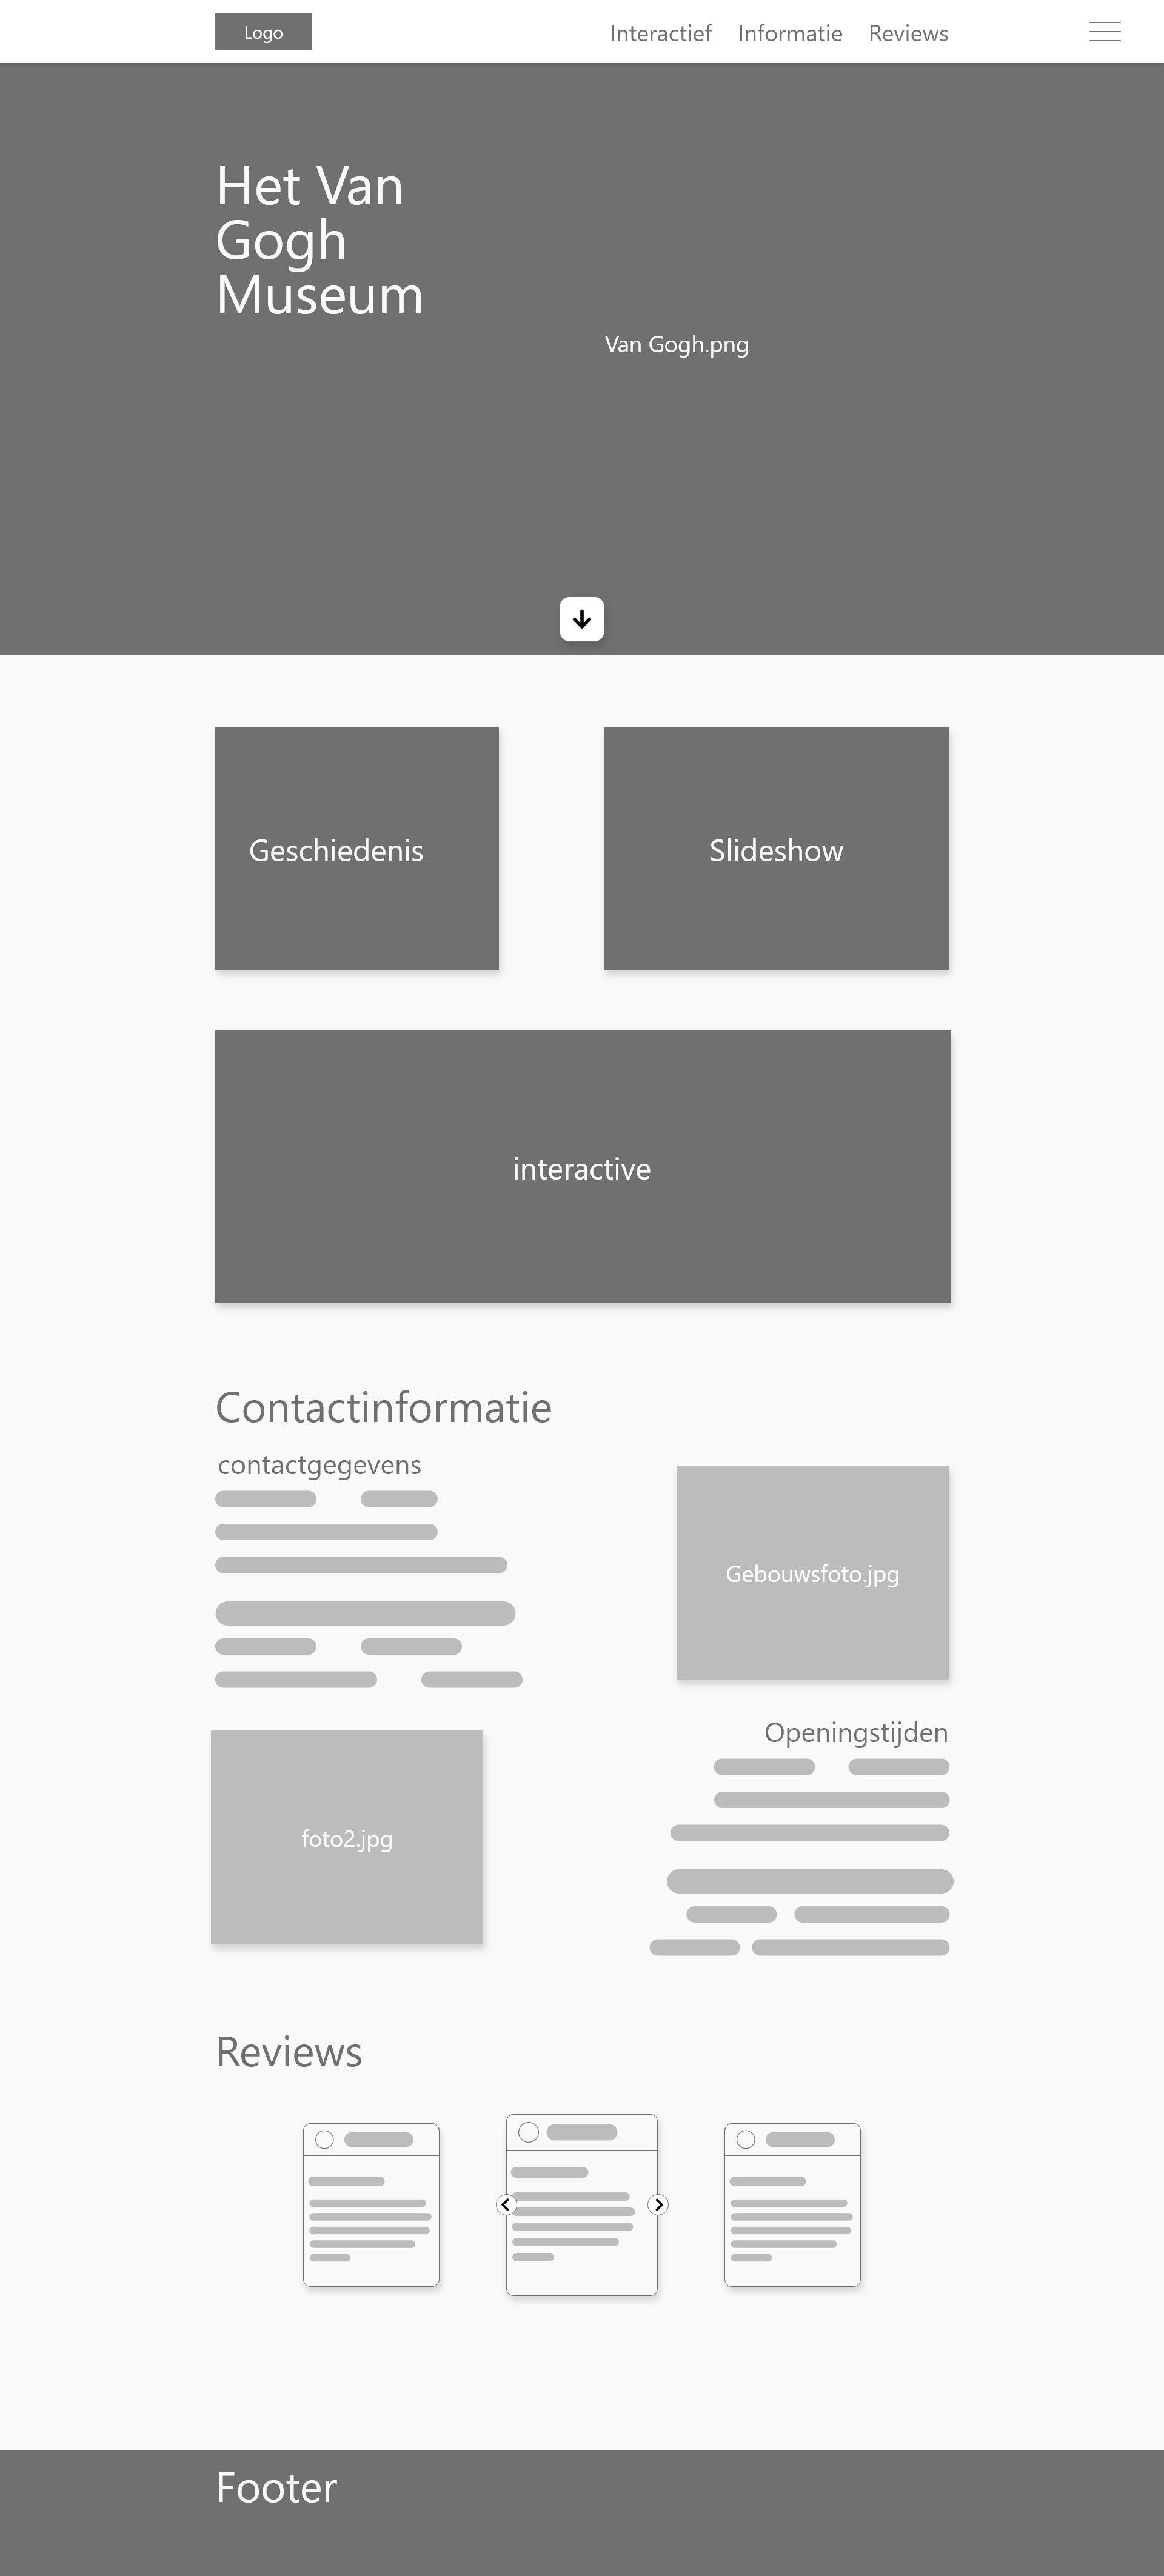 Logo
Interactief
Informatie
Reviews
Het Van
Gogh
Museum
Van Gogh.png
Geschiedenis
Slideshow
interactive
Contactinformatie
contactgegevens
Gebouwsfoto.jpg
Openingstijden
foto2.jpg
Reviews
Footer